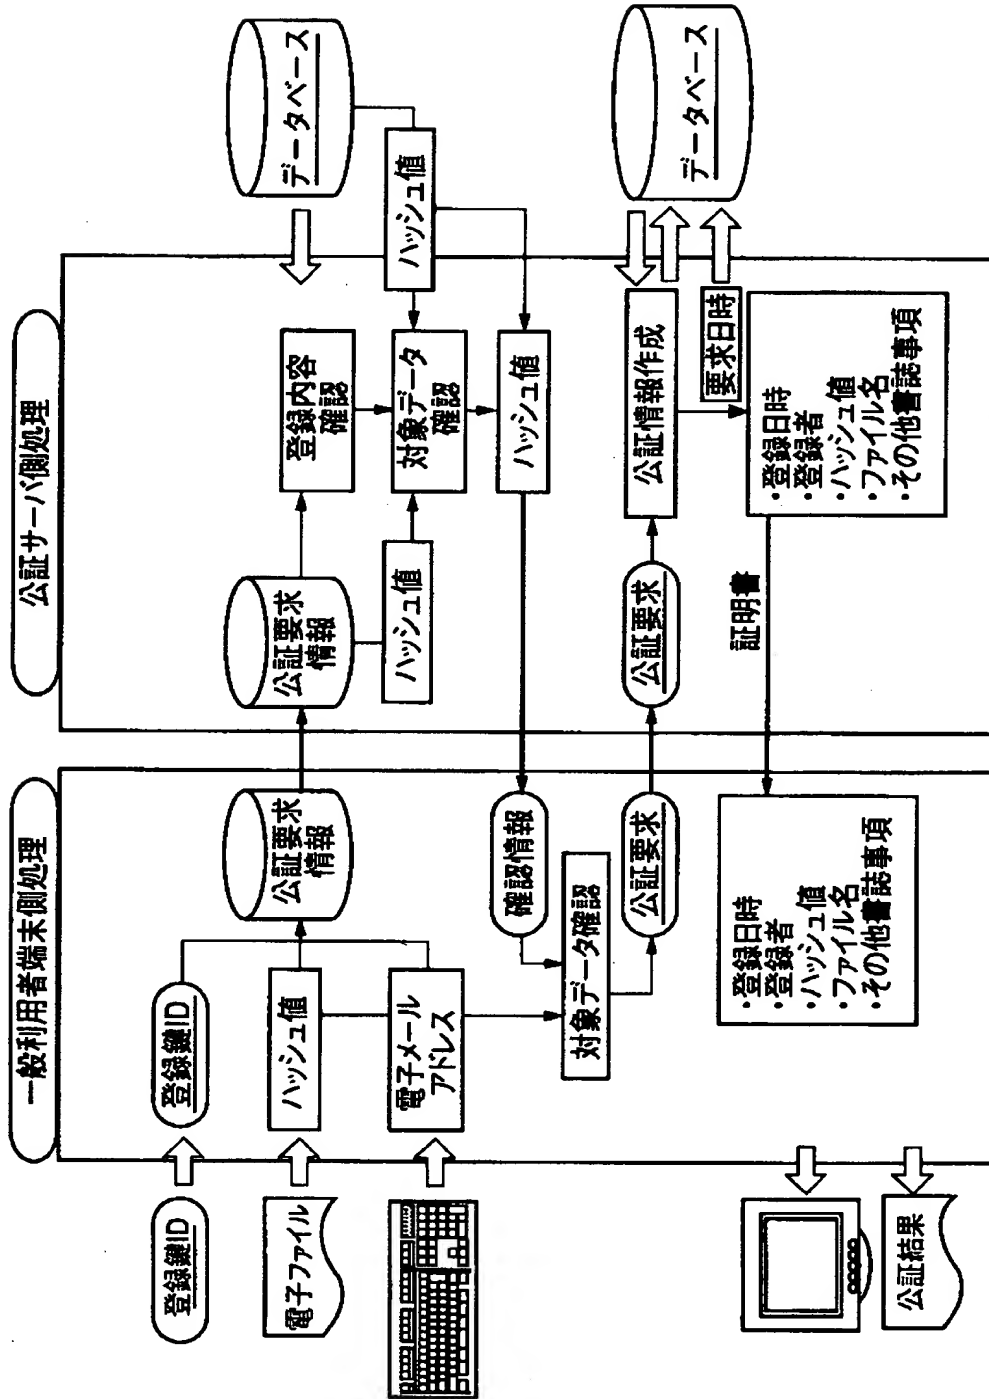 一般利用者端末側処理
公証サーバ側処理
登録鍵ID
登録鍵ID
電子ファイル
ハッシュ値
電子メール
アドレス
公証要求
情報
公証要求
情報
ハッシュ値
登録内容
確認
対象データ
確認
ハッシュ値
データベース
ハッシュ値
確認情報
対象データ確認
公証要求
公証要求
公証情報作成
データベース
要求日時
・登録日時
・登録者
・ハッシュ値
・ファイル名
・その他書誌事項
証明書
・登録日時
・登録者
・ハッシュ値
・ファイル名
・その他書誌事項
公証結果